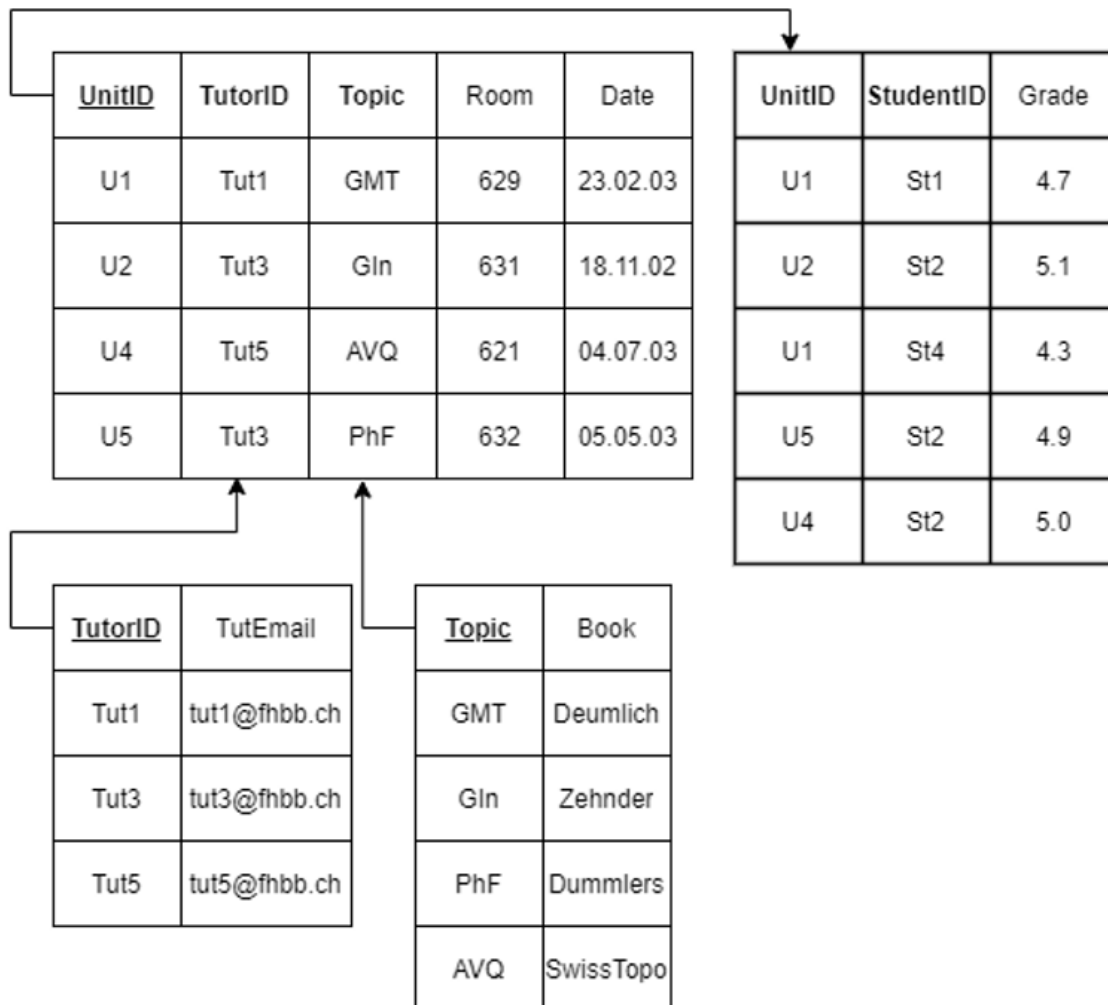 UnitID TutorID Topic Room Date
U1 Tut1 GMT 629 23.02.03
U2 Tut3 GIn 631 18.11.02
U4 Tut5 AVQ 621 04.07.03
U5 Tut3 PhF 632 05.05.03
UnitID StudentID Grade
U1 St1 4.7
U2 St2 5.1
U1 St4 4.3
U5 St2 4.9
U4 St2 5.0
TutorID TutEmail
Tut1 tut1@fhbb.ch
Tut3 tut3@fhbb.ch
Tut5 tut5@fhbb.ch
Topic Book
GMT Deumlich
GIn Zehnder
PhF Dummlers
AVQ SwissTopo